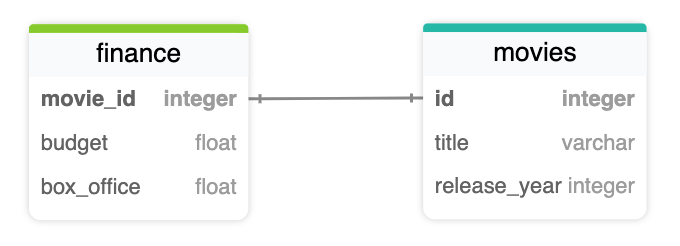 finance
movie_id integer
budget float
box_office float
movies
id integer
title varchar
release_year integer